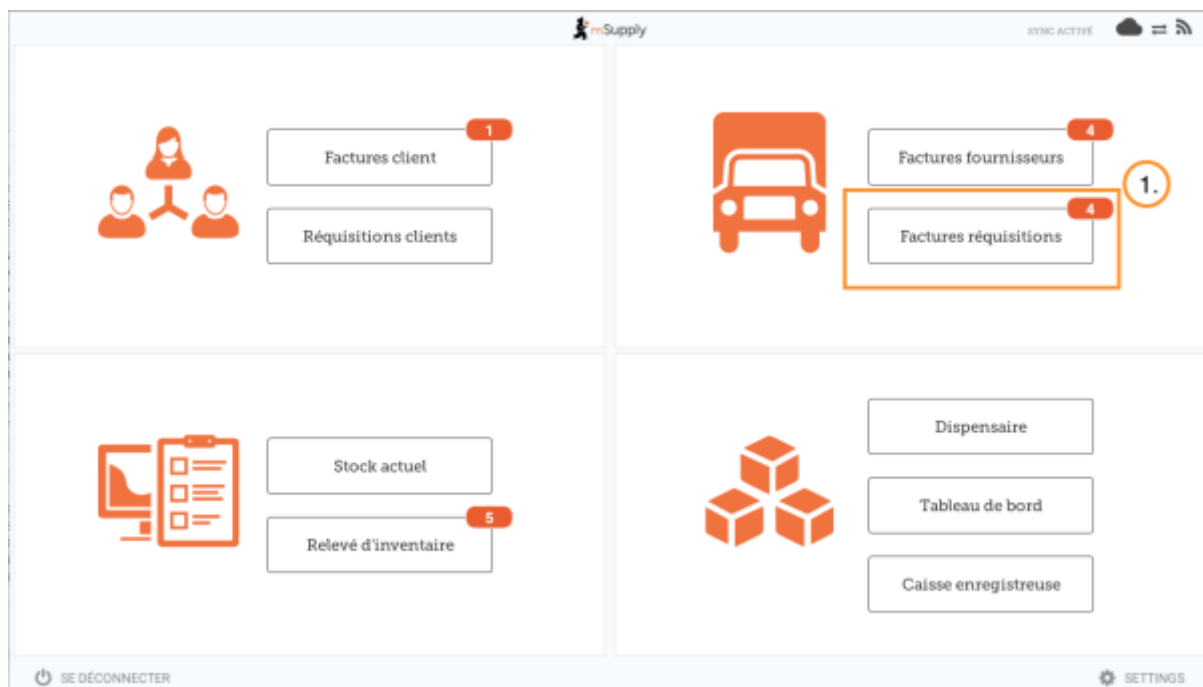 mSupply
SYNC ACTIVÉ
1
Factures client
Réquisitions clients
4
Factures fournisseurs
1.
4
Factures réquisitions
Stock actuel
5
Relevé d'inventaire
Dispensaire
Tableau de bord
Caisse enregistreuse
SE DÉCONNECTER
SETTINGS